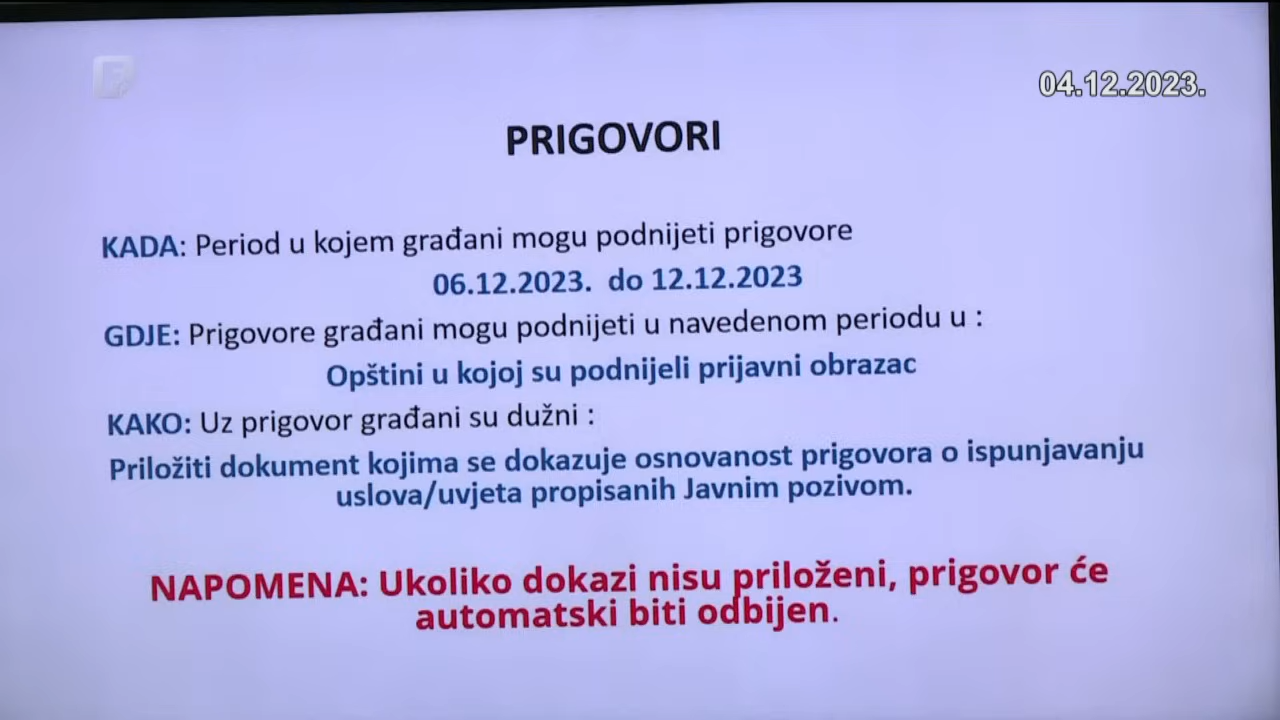 04.12.2023.
PRIGOVORI
KADA: Period u kojem građani mogu podnijeti prigovore
06.12.2023. do 12.12.2023
GDJE: Prigovore građani mogu podnijeti u navedenom periodu u :
Opštini u kojoj su podnijeli prijavni obrazac
KAKO: Uz prigovor građani su dužni :
Priložiti dokument kojima se dokazuje osnovanost prigovora o ispunjavanju
uslova/uvjeta propisanih Javnim pozivom.
NAPOMENA: Ukoliko dokazi nisu priloženi, prigovor će
automatski biti odbijen.